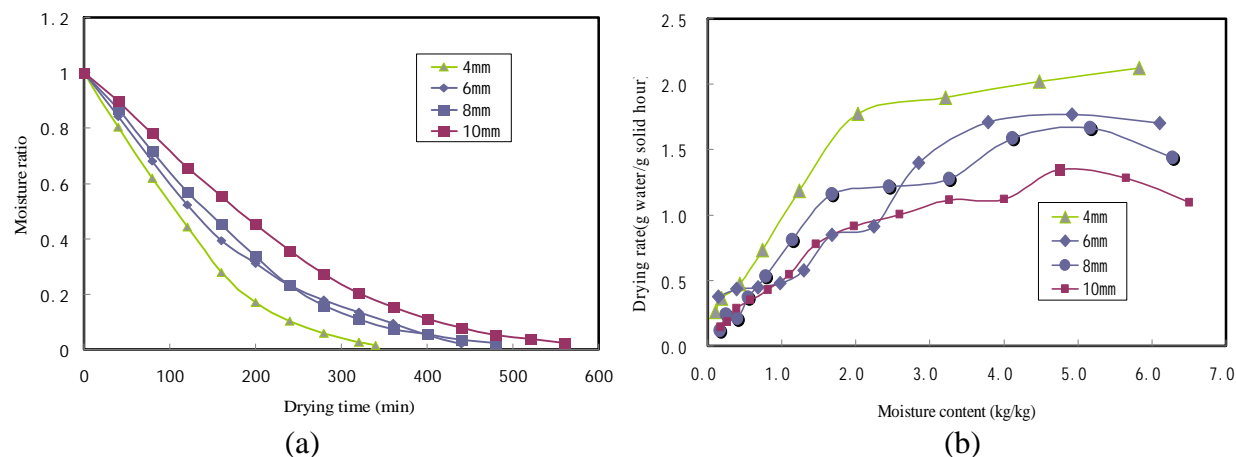 1.2
1
0.8
0.6
0.4
0.2
0
Moisture ratio
4mm
6mm
8mm
10mm
0 100 200 300 400 500 600
Drying time (min)
(a)
2.5
2.0
1.5
1.0
0.5
0.0
Drying rate(g water/g solid hour)
4mm
6mm
8mm
10mm
0.0 1.0 2.0 3.0 4.0 5.0 6.0 7.0
Moisture content (kg/kg)
(b)